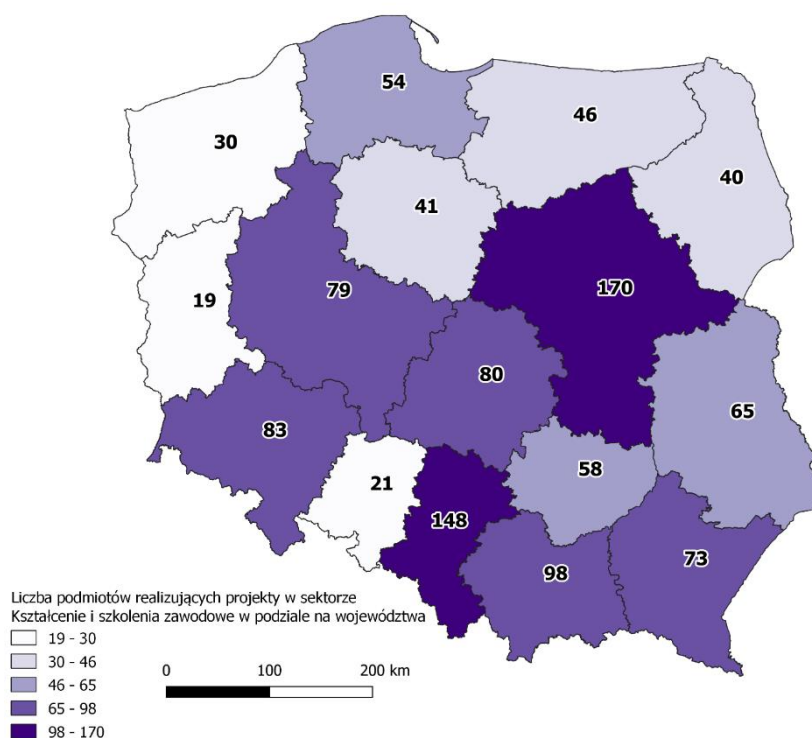 54
46
30
40
41
170
79
19
80
65
83
58
21
148
98
73
Liczba podmiotów realizujących projekty w sektorze
Kształcenie i szkolenia zawodowe w podziale na województwa
19 - 30
30 - 46
46 - 65
65 - 98
98 - 170
0 100 200 km